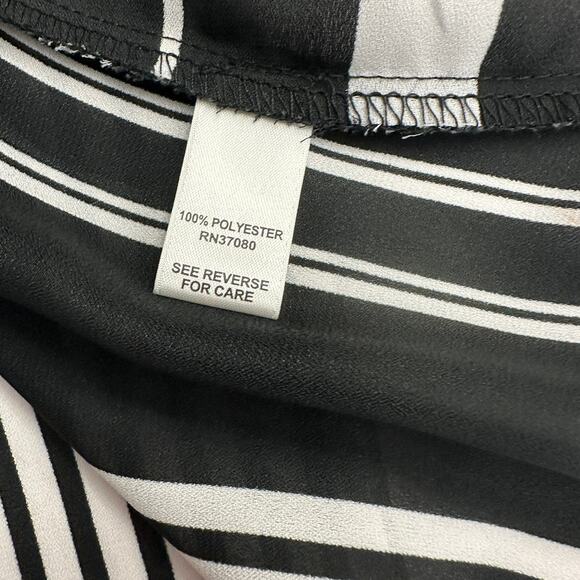 100% POLYESTER
RN37080
SEE REVERSE
FOR CARE